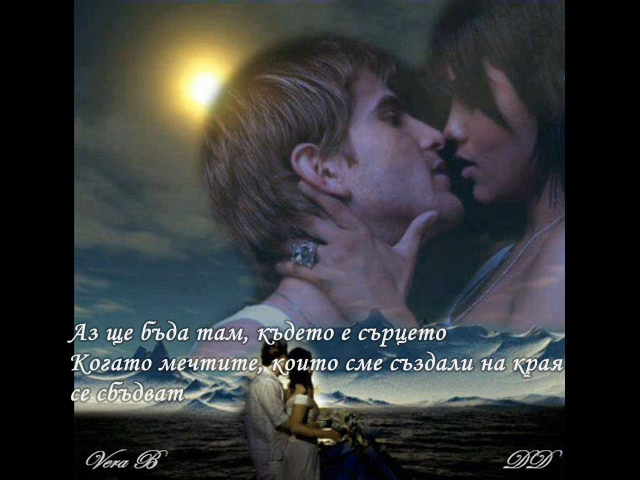 Аз ще бъда там, където е сърцето
Когато мечтите, които сме създали на края
се сбъдват
Vera B
DD